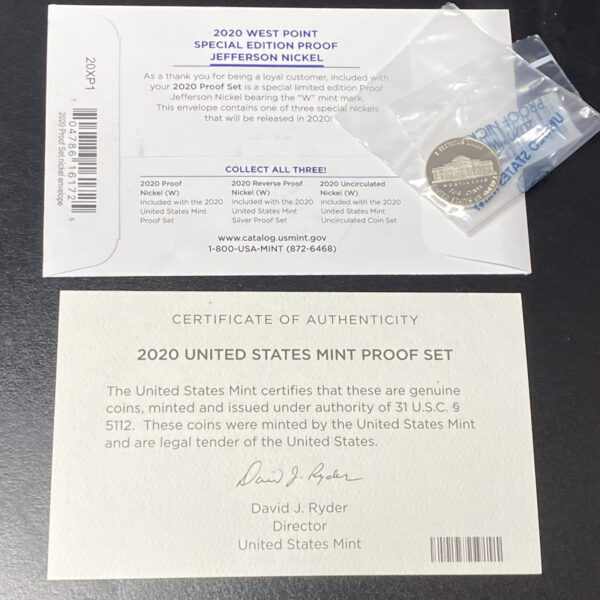 2020 WEST POINT
SPECIAL EDITION PROOF
JEFFERSON NICKEL
As a thank you for being a loyal customer, included with
your 2020 Proof Set is a special limited edition Proof
Jefferson Nickel bearing the "W" mint mark.
This envelope contains one of three special nickels
that will be released in 2020!
COLLECT ALL THREE!
2020 Proof
Nickel (W)
Included with the 2020
United States Mint
Proof Set
2020 Reverse Proof
Nickel (W)
included with the 2020
United States Mint
Silver Proof Set
2020 Uncirculated
Nickel (W)
included with the 2020
United States Mint
Uncirculated Coin Set
www.catalog.usmint.gov
1-800-USA-MINT (872-6468)
20XP1
7 04786 16172 5
2020 Proof Set nickel envelope
UNITED STATES
PROOF NICKEL
CERTIFICATE OF AUTHENTICITY
2020 UNITED STATES MINT PROOF SET
The United States Mint certifies that these are genuine
coins, minted and issued under authority of 31 U.S.C. §
5112. These coins were minted by the United States Mint
and are legal tender of the United States.
David J. Ryder
David J. Ryder
Director
United States Mint